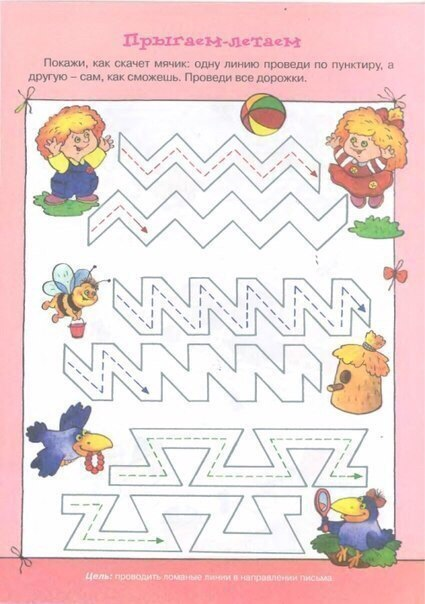 Прыгаем-летаем
Покажи, как скачет мячик: одну линию проведи по пунктиру, а
другую – сам, как сможешь. Проведи все дорожки.
Цель: проводить ломаные линии в направлении письма.